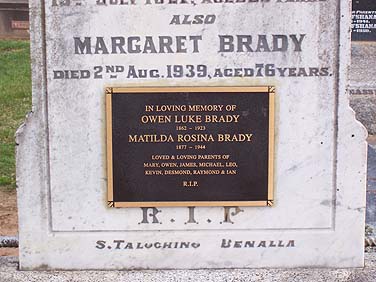 ALSO
MARGARET BRADY
DIED 2ND AUG. 1939, AGED 76 YEARS.
IN LOVING MEMORY OF
OWEN LUKE BRADY
1862 - 1923
MATILDA ROSINA BRADY
1877 - 1944
LOVED & LOVING PARENTS OF
MARY, OWEN, JAMES, MICHAEL, LEO,
KEVIN, DESMOND, RAYMOND & IAN
R.I.P.
R. I. P
S. TALOCHINO BENALLA